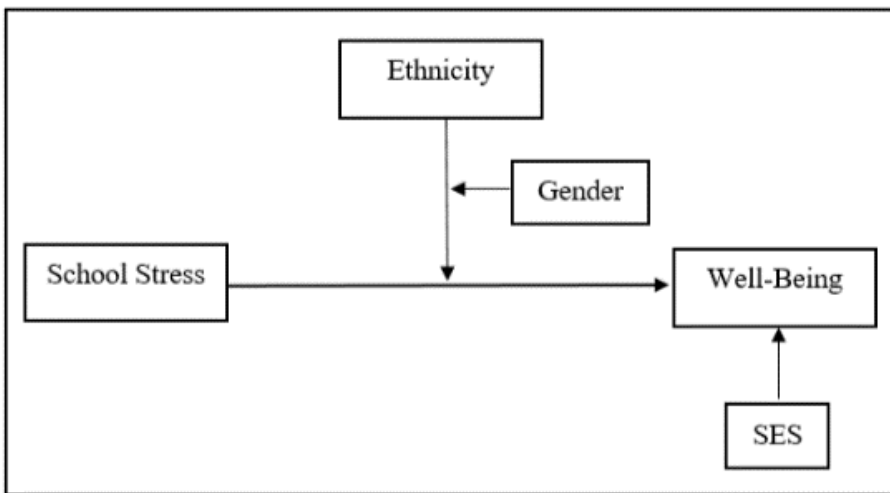 Ethnicity
Gender
School Stress
Well-Being
SES